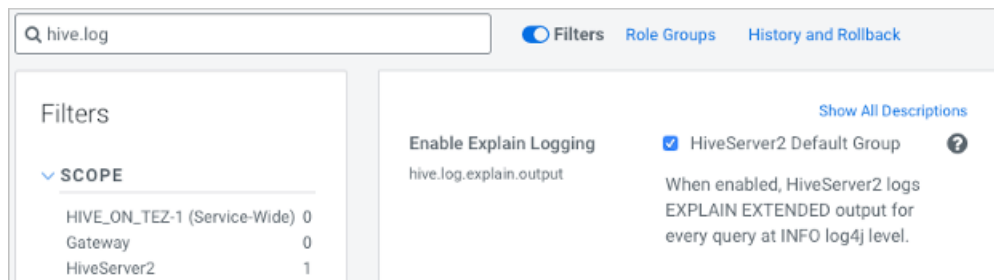 hive.log
Filters Role Groups History and Rollback
Filters
SCOPE
HIVE_ON_TEZ-1 (Service-Wide) 0
Gateway 0
HiveServer2 1
Show All Descriptions
Enable Explain Logging
hive.log.explain.output
HiveServer2 Default Group ?
When enabled, HiveServer2 logs
EXPLAIN EXTENDED output for
every query at INFO log4j level.